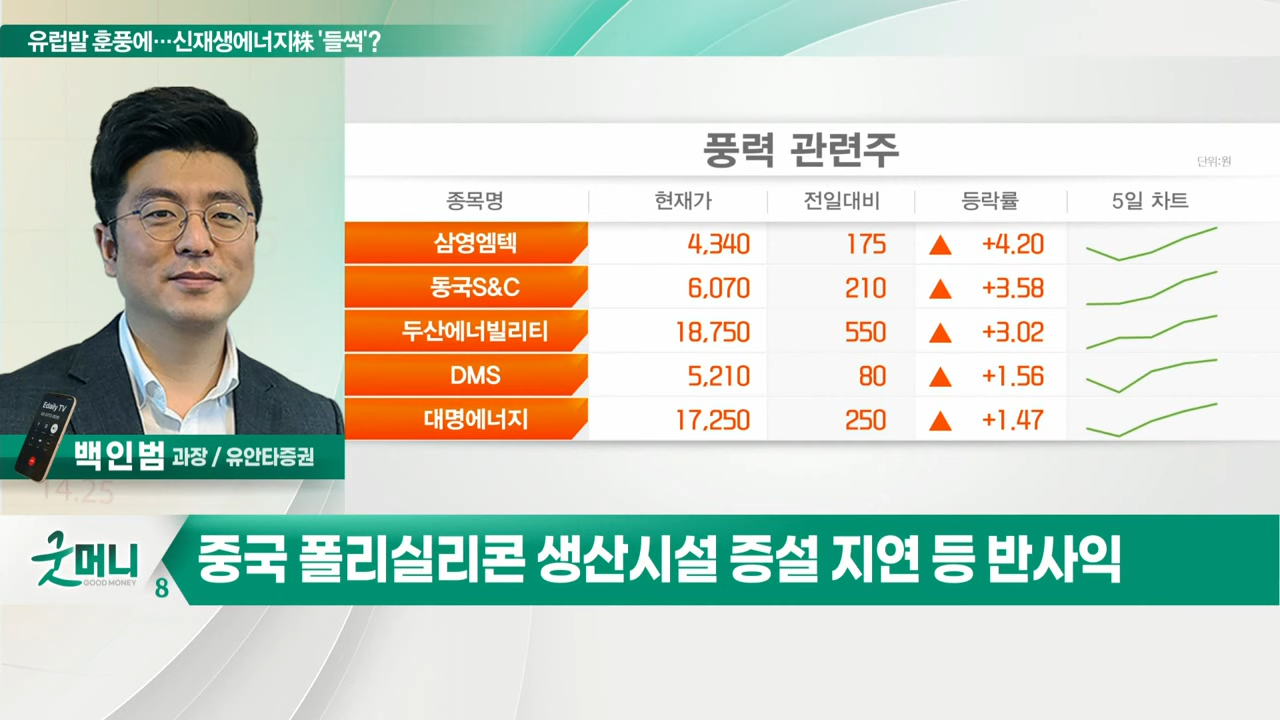 유럽발 훈풍에…신재생에너지株 '들썩'?
풍력 관련주
단위:원
종목명 현재가 전일대비 등락률 5일 차트
삼영엠텍 4,340 175 ▲ +4.20
동국S&C 6,070 210 ▲ +3.58
두산에너빌리티 18,750 550 ▲ +3.02
DMS 5,210 80 ▲ +1.56
대명에너지 17,250 250 ▲ +1.47
Edaily TV
백인범 과장 / 유안타증권
14.25
굿머니
GOOD MONEY
8
중국 폴리실리콘 생산시설 증설 지연 등 반사익